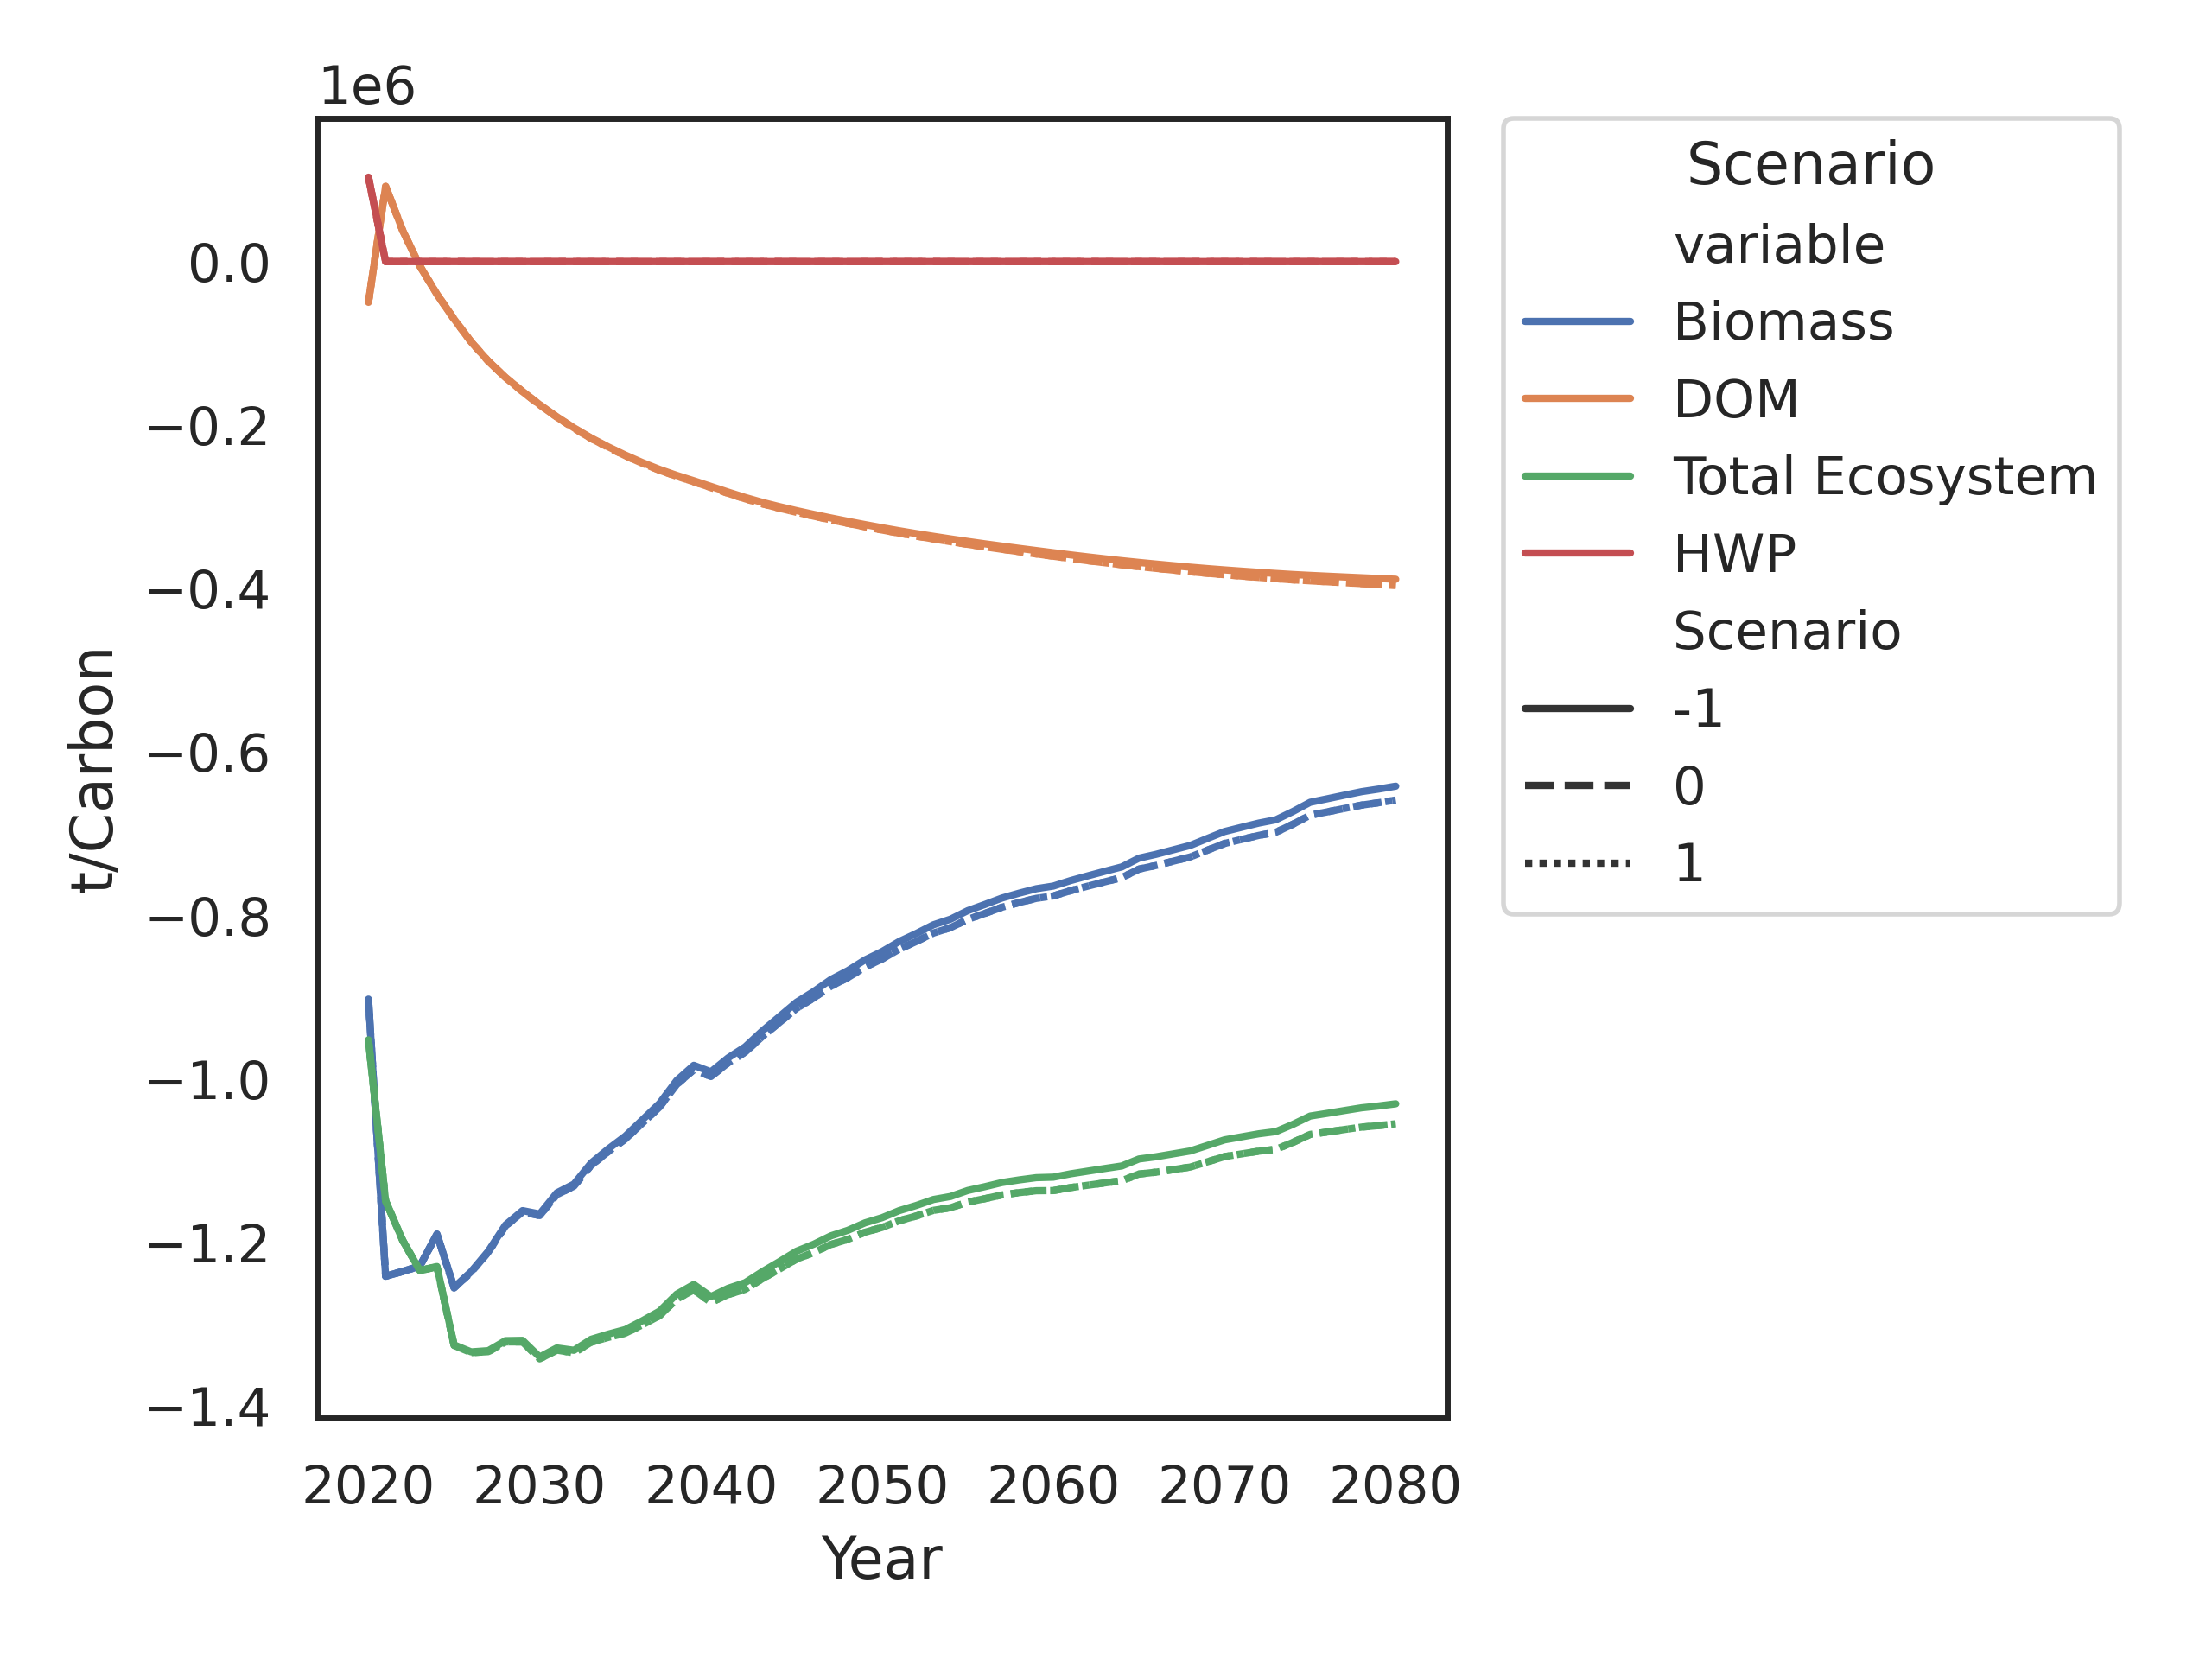 1e6
0.0
−0.2
−0.4
−0.6
−0.8
−1.0
−1.2
−1.4
t/Carbon
2020 2030 2040 2050 2060 2070 2080
Year
Scenario
variable
Biomass
DOM
Total Ecosystem
HWP
Scenario
-1
0
1